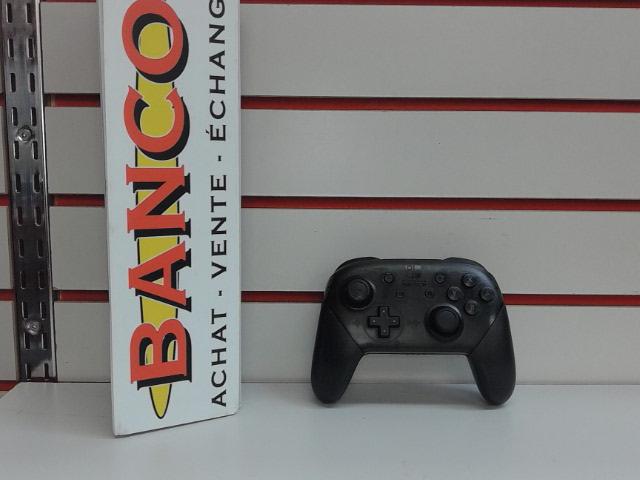 BANCO
ACHAT - VENTE - ÉCHANG